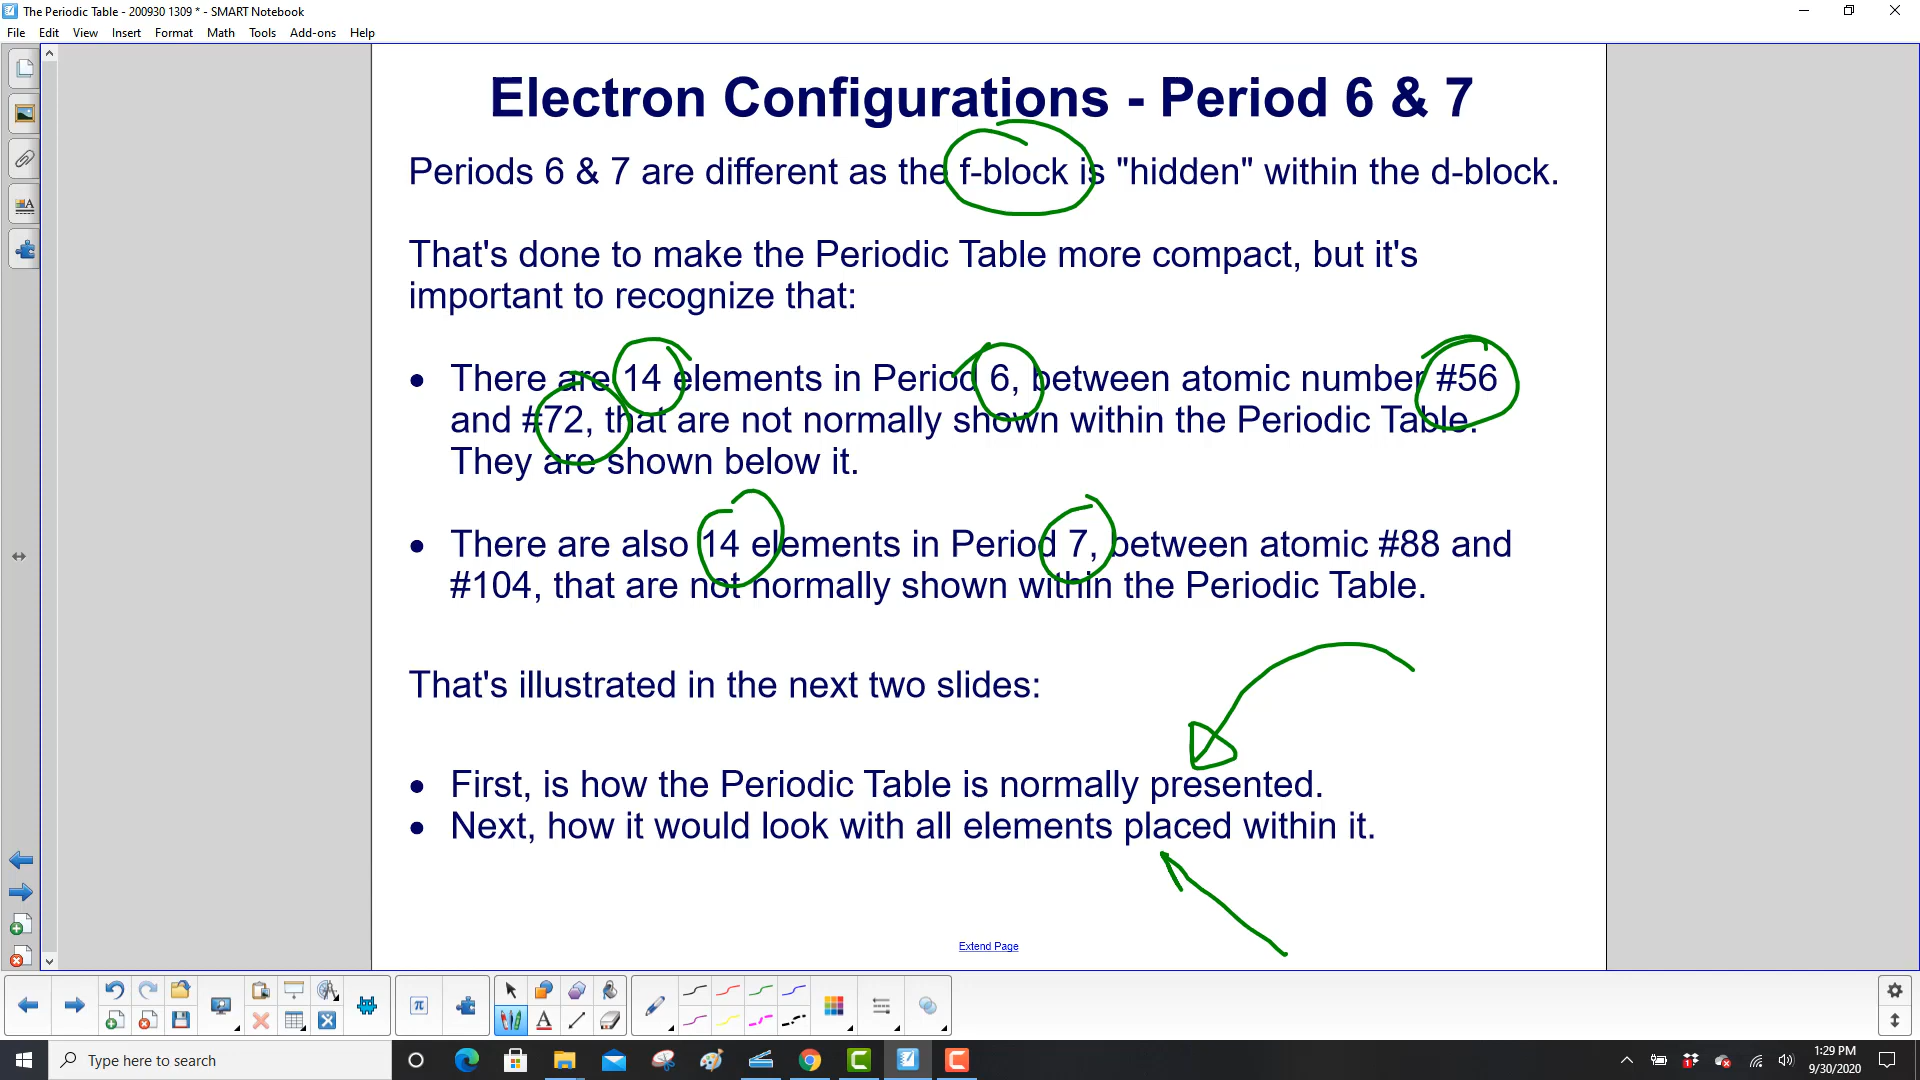 The Periodic Table - 200930 1309 * - SMART Notebook
File Edit View Insert Format Math Tools Add-ons Help
Electron Configurations - Period 6 & 7
Periods 6 & 7 are different as the f-block is "hidden" within the d-block.
That's done to make the Periodic Table more compact, but it's
important to recognize that:
• There are 14 elements in Period 6, between atomic number #56
and #72, that are not normally shown within the Periodic Table.
They are shown below it.
• There are also 14 elements in Period 7, between atomic #88 and
#104, that are not normally shown within the Periodic Table.
That's illustrated in the next two slides:
• First, is how the Periodic Table is normally presented.
• Next, how it would look with all elements placed within it.
Extend Page
Type here to search
1:29 PM
9/30/2020